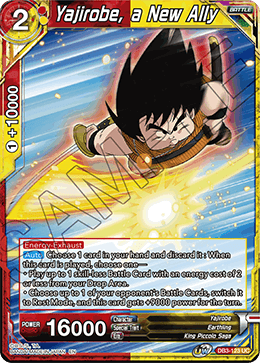 2
Yajirobe, a New Ally
BATTLE
1 +10000
SAMPLE
Energy-Exhaust
Auto Choose 1 card in your hand and discard it: When
this card is played, choose one—
• Play up to 1 skill-less Battle Card with an energy cost of 2
or less from your Drop Area.
• Choose up to 1 of your opponent's Battle Cards, switch it
to Rest Mode, and this card gets +9000 power for the turn.
POWER 16000
Character Yajirobe
Special Trait Earthling
Era King Piccolo Saga
DB3-123 UC